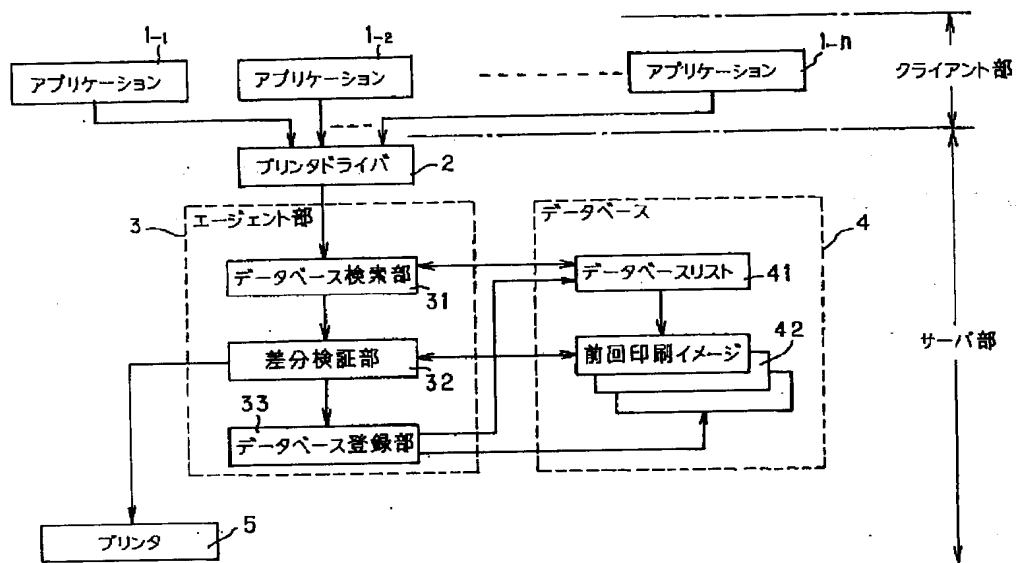 1-1
1-2
1-n
アプリケーション
アプリケーション
アプリケーション
クライアント部
プリンタドライバ
2
3
エージェント部
データベース
4
データベース検索部
31
データベースリスト
41
差分検証部
32
前回印刷イメージ
42
サーバ部
33
データベース登録部
プリンタ
5